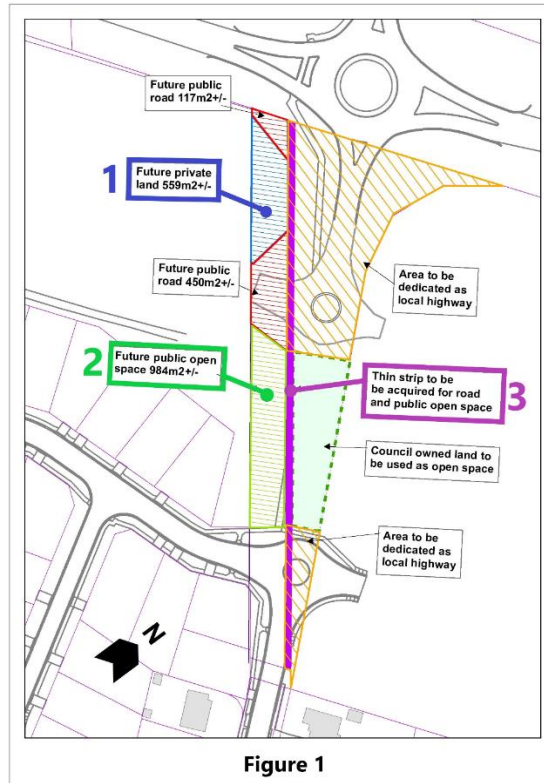 Future public
road 117m2+/-
1
Future private
land 559m2+/-
Future public
road 450m2+/-
Area to be
dedicated as
local highway
2
Future public open
space 984m2+/-
Thin strip to be
be acquired for road
and public open space
3
Council owned land to
be used as open space
Area to be
dedicated as
local highway
N
Figure 1